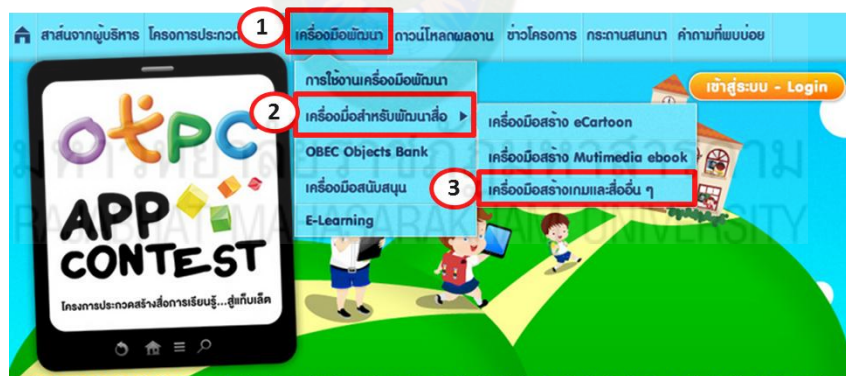 สาส์นจากผู้บริหาร โครงการประกวด 1 เครื่องมือพัฒนา ดาวน์โหลดผลงาน ข่าวโครงการ กระดานสนทนา คำถามที่พบบ่อย
เข้าสู่ระบบ - Login
การใช้งานเครื่องมือพัฒนา
2 เครื่องมือสำหรับพัฒนาสื่อ
เครื่องมือสร้าง eCartoon
OBEC Objects Bank
เครื่องมือสร้าง Mutimedia ebook
เครื่องมือสนับสนุน
3 เครื่องมือสร้างเกมและสื่ออื่น ๆ
E-Learning
otpc
APP
CONTEST
โครงการประกวดสร้างสื่อการเรียนรู้...สู่แท็บเล็ต